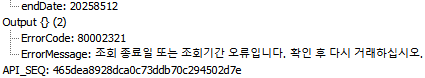 endDate: 20258512
Output {} (2)
ErrorCode: 80002321
ErrorMessage: 조회 종료일 또는 조회기간 오류입니다. 확인 후 다시 거래하십시오.
API_SEQ: 465dea8928dca0c73ddb70c294502d7e